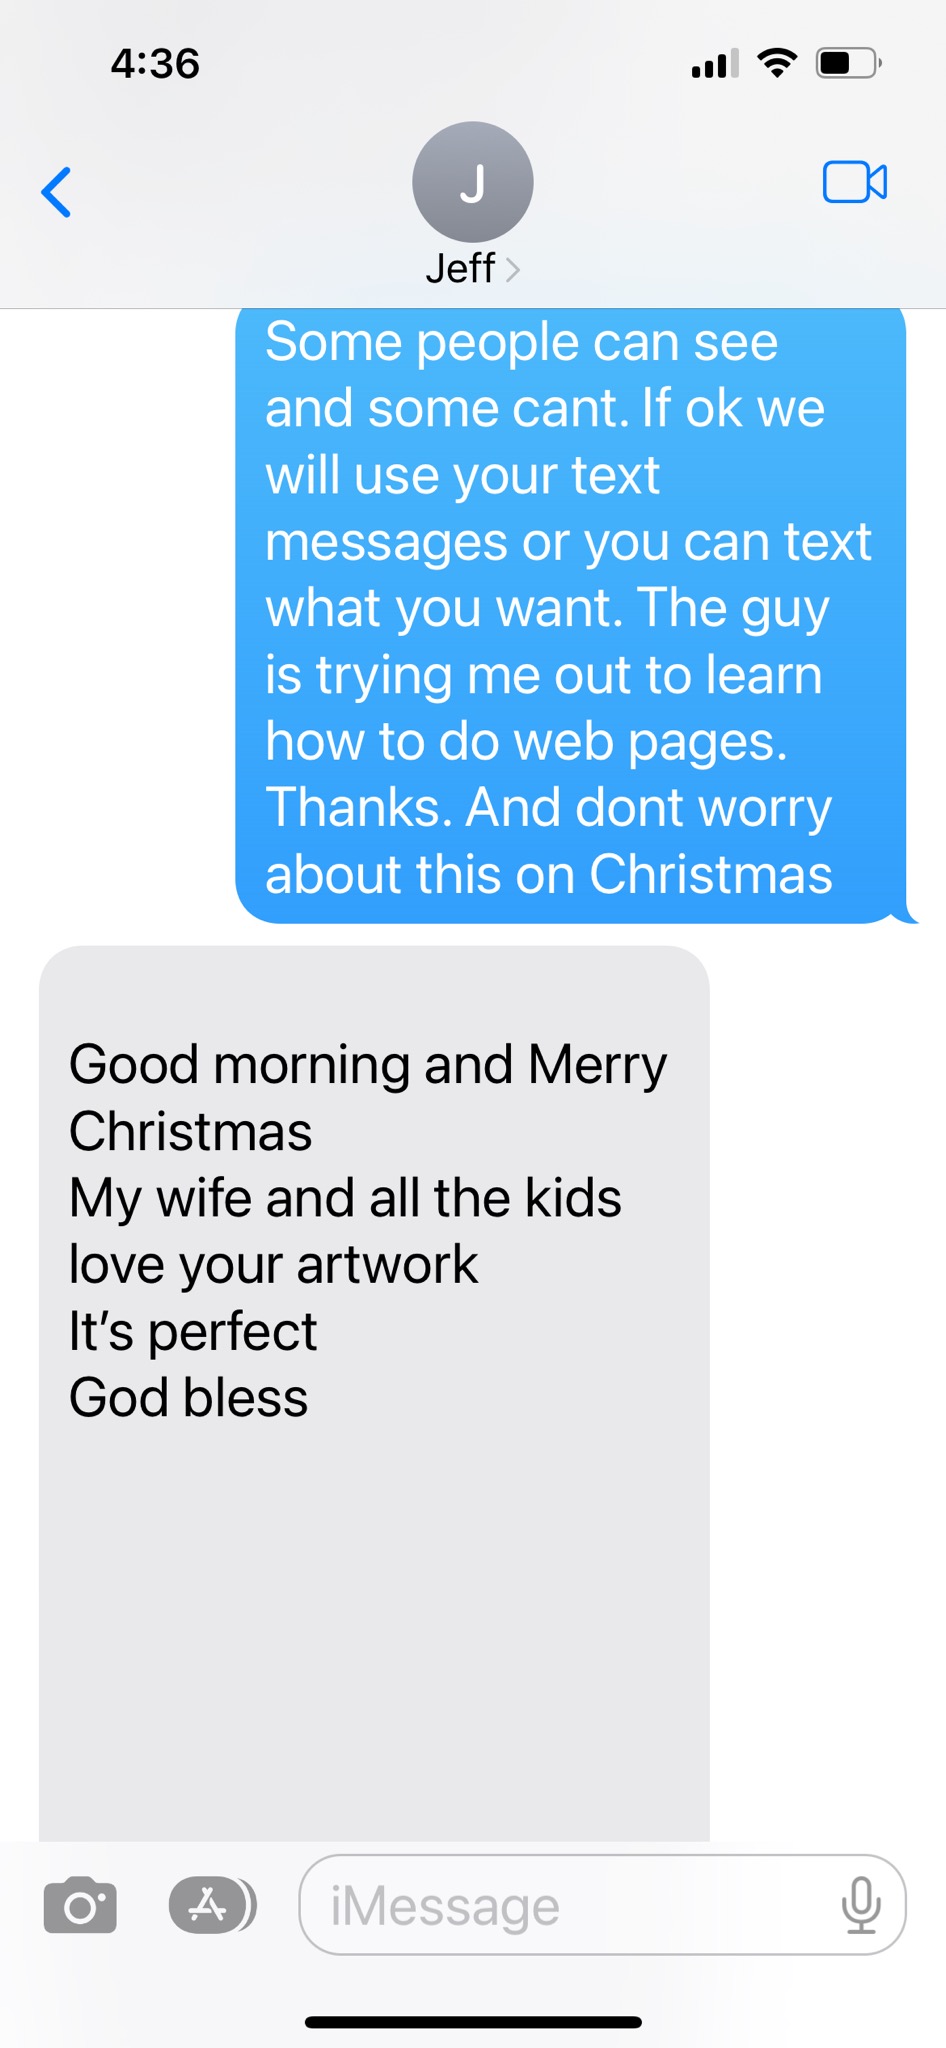 4:36
J
Jeff
Some people can see
and some cant. If ok we
will use your text
messages or you can text
what you want. The guy
is trying me out to learn
how to do web pages.
Thanks. And dont worry
about this on Christmas
Good morning and Merry
Christmas
My wife and all the kids
love your artwork
It’s perfect
God bless
iMessage